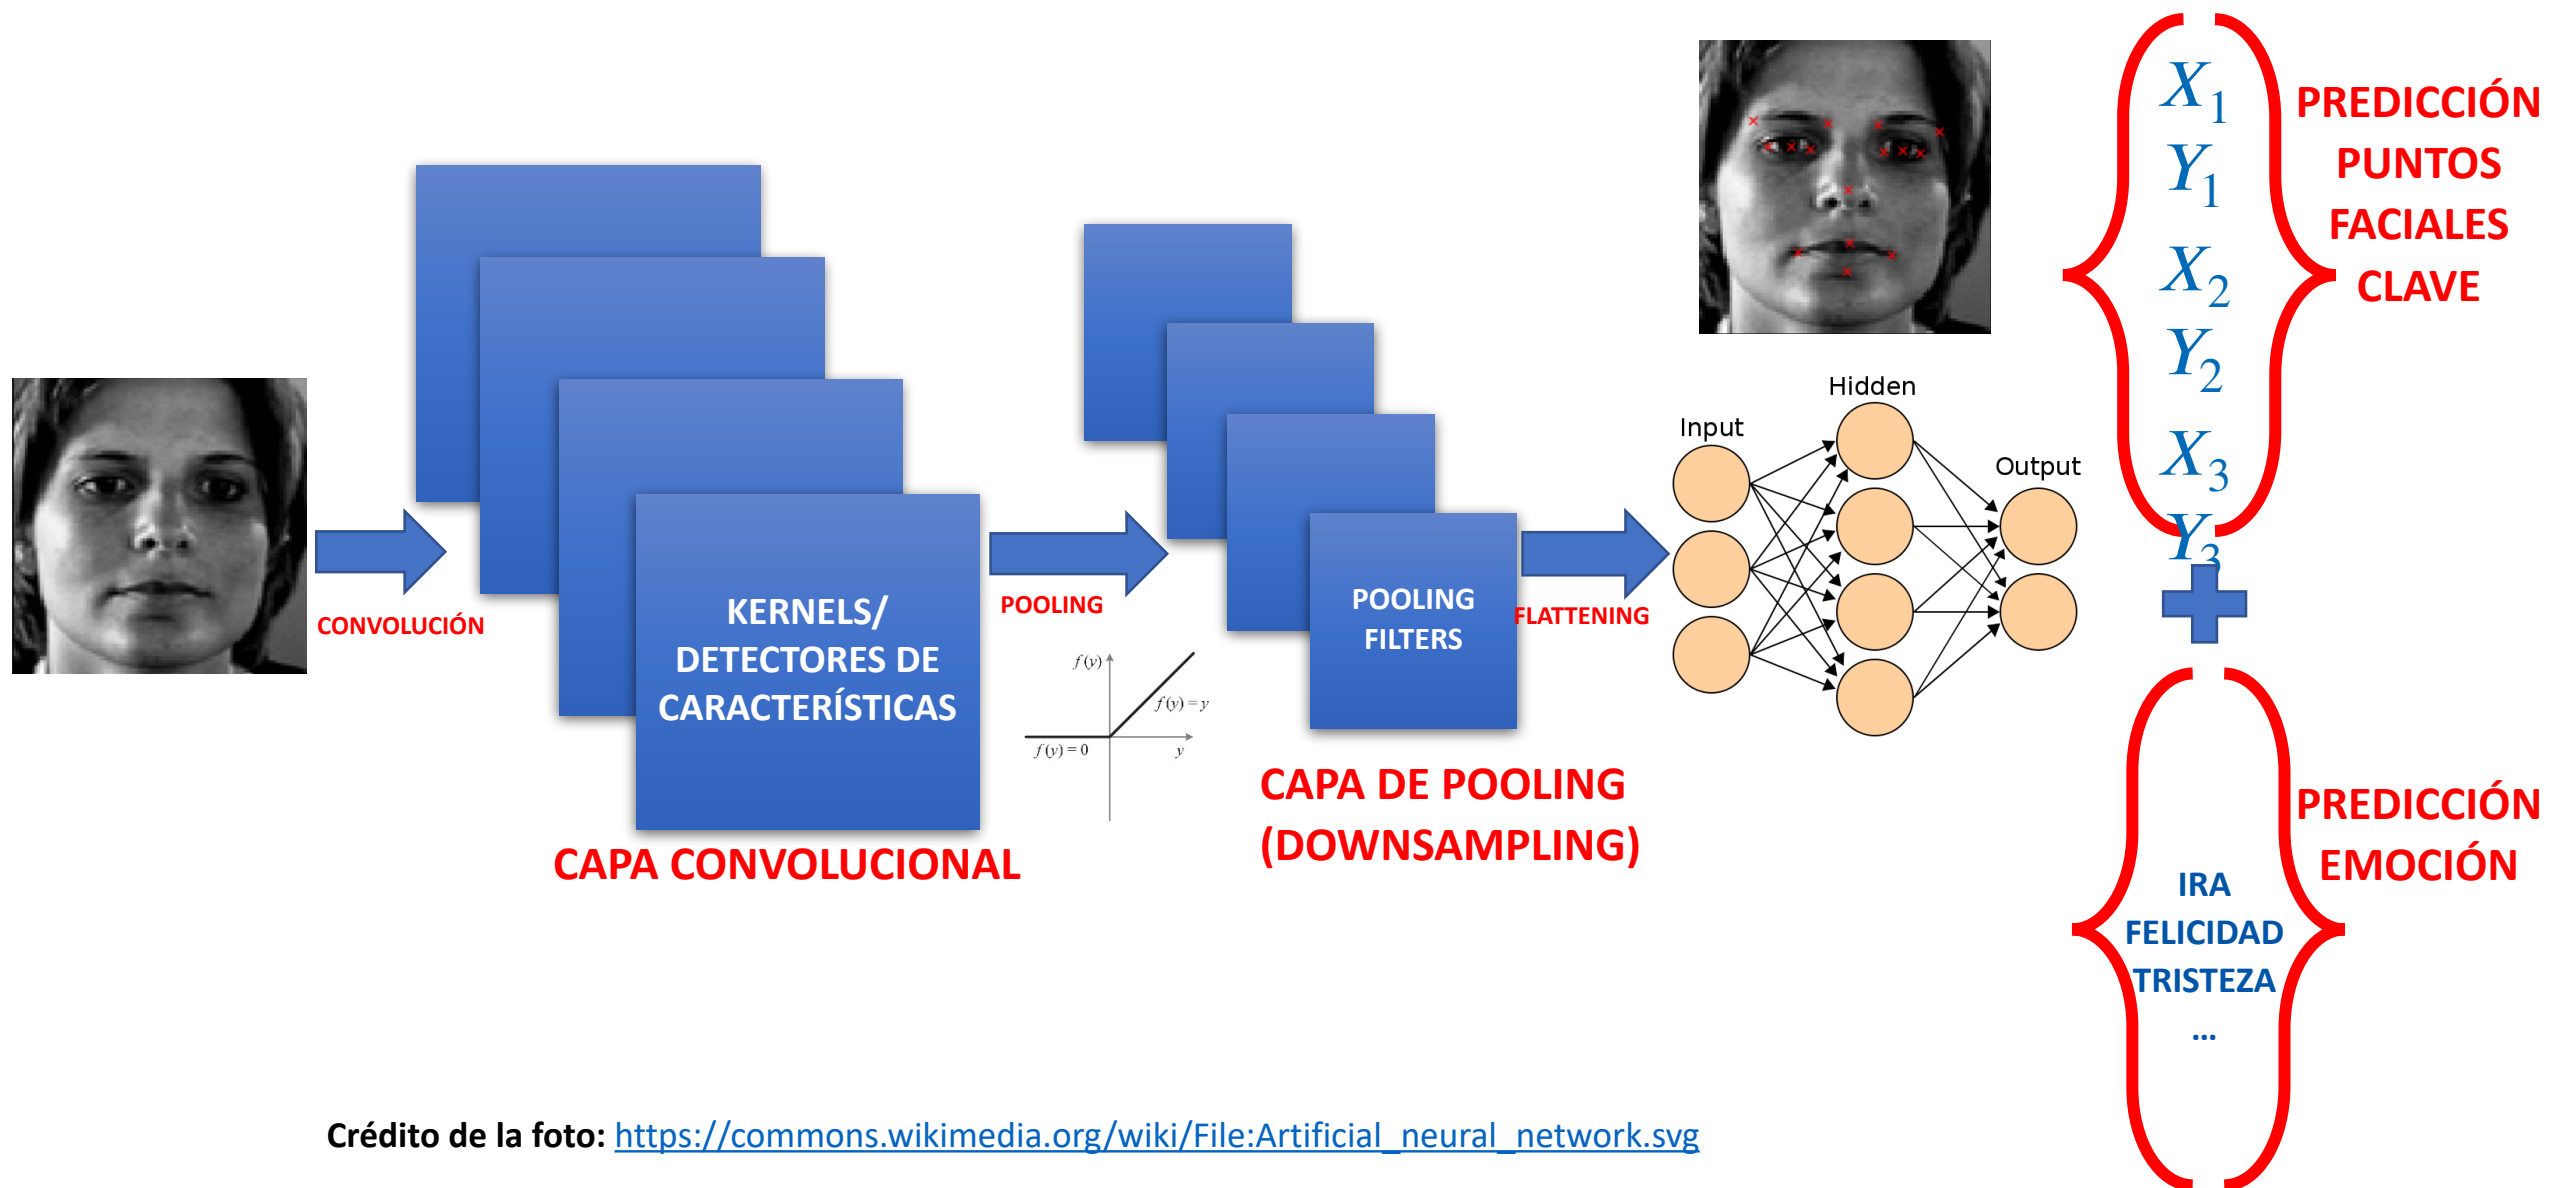 CONVOLUCIÓN
KERNELS/
DETECTORES DE
CARACTERÍSTICAS
CAPA CONVOLUCIONAL
POOLING
f(y)
f(y) = y
f(y) = 0
y
POOLING
FILTERS
CAPA DE POOLING
(DOWNSAMPLING)
FLATTENING
Input
Hidden
Output
X1
Y1
X2
Y2
X3
Y3
PREDICCIÓN
PUNTOS
FACIALES
CLAVE
IRA
FELICIDAD
TRISTEZA
...
PREDICCIÓN
EMOCIÓN
Crédito de la foto: https://commons.wikimedia.org/wiki/File:Artificial_neural_network.svg